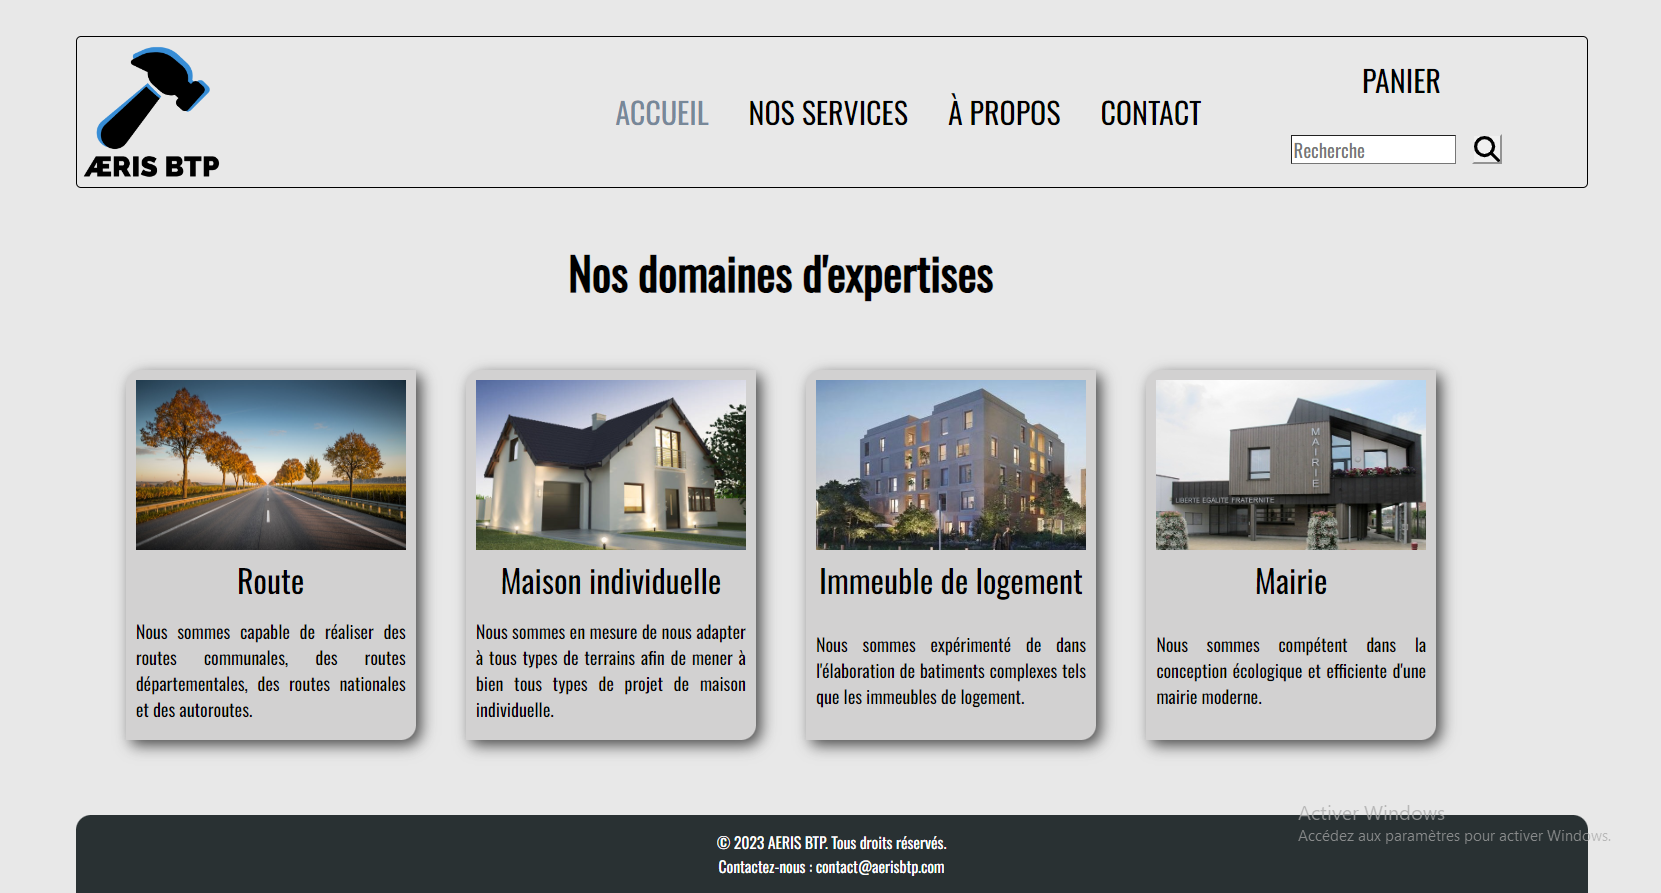 ÆRIS BTP
ACCUEIL NOS SERVICES À PROPOS CONTACT
PANIER
Recherche
Nos domaines d'expertises
Route
Nous sommes capable de réaliser des
routes communales, des routes
départementales, des routes nationales
et des autoroutes.
Maison individuelle
Nous sommes en mesure de nous adapter
à tous types de terrains afin de mener à
bien tous types de projet de maison
individuelle.
Immeuble de logement
Nous sommes expérimenté de dans
l'élaboration de batiments complexes tels
que les immeubles de logement.
MAIRIE
LIBERTE EGALITE FRATERNITE
Mairie
Nous sommes compétent dans la
conception écologique et efficiente d'une
mairie moderne.
Activer Windows
Accédez aux paramètres pour activer Windows.
© 2023 AERIS BTP. Tous droits réservés.
Contactez-nous : contact@aerisbtp.com